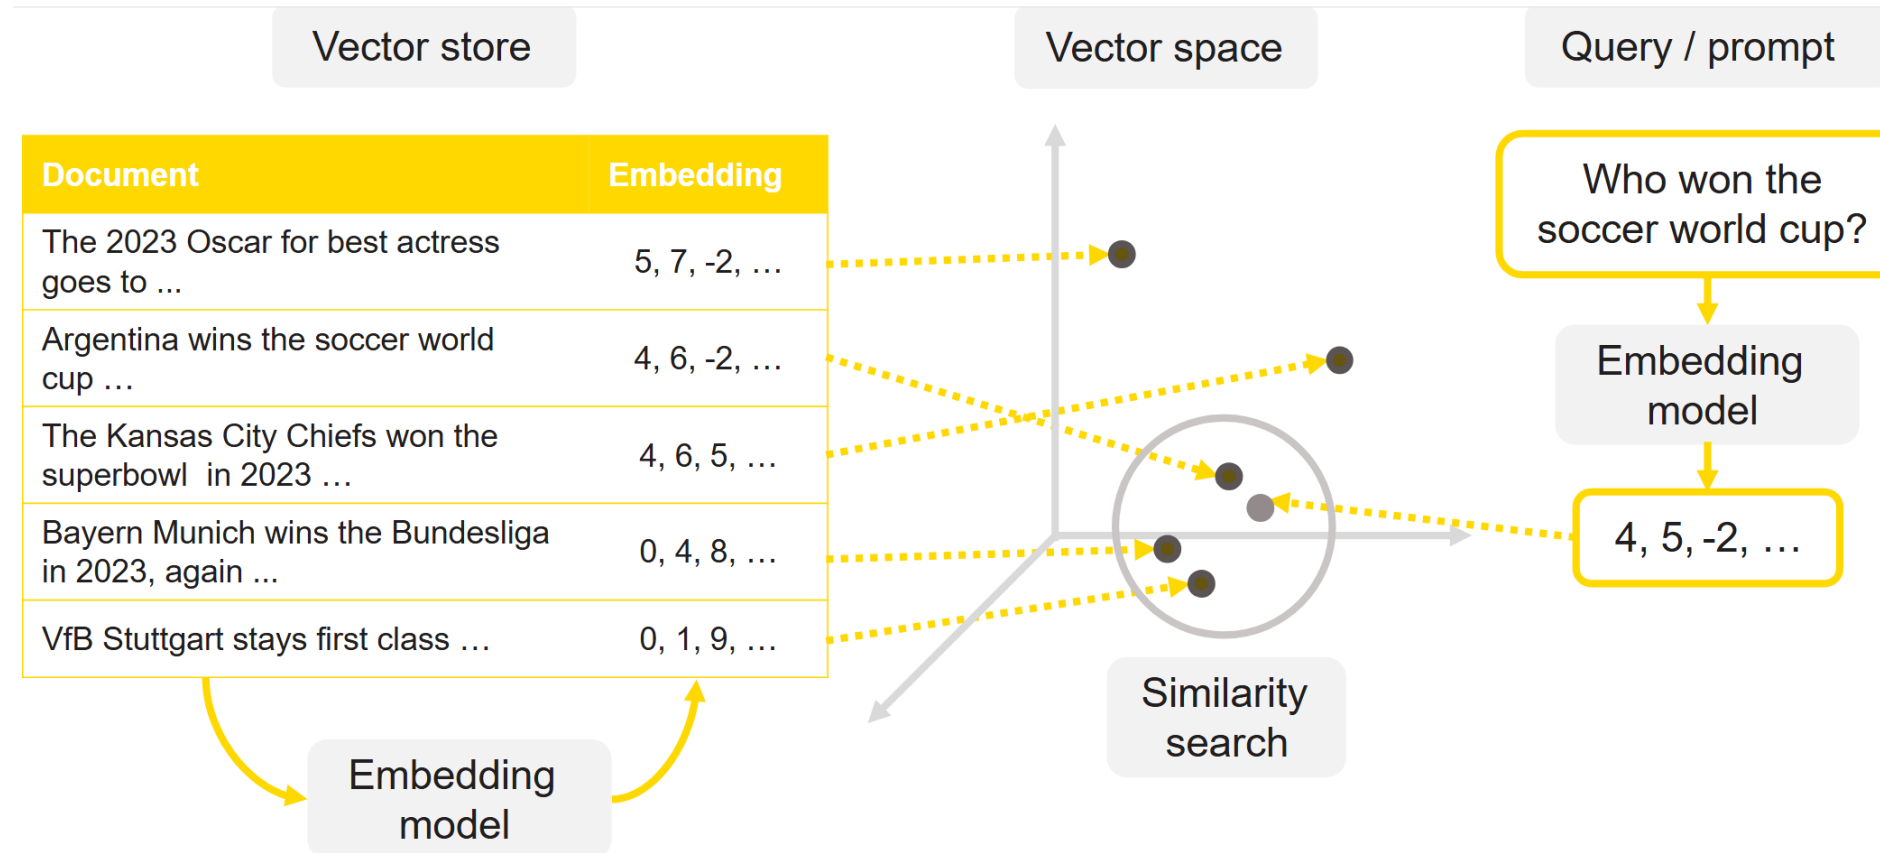 Vector store
Vector space
Query / prompt
Document
Embedding
The 2023 Oscar for best actress
goes to ...
5, 7, -2, …
Argentina wins the soccer world
cup …
4, 6, -2, …
The Kansas City Chiefs won the
superbowl  in 2023 …
4, 6, 5, …
Bayern Munich wins the Bundesliga
in 2023, again ...
0, 4, 8, …
VfB Stuttgart stays first class …
0, 1, 9, …
Embedding
model
Similarity
search
Who won the
soccer world cup?
Embedding
model
4, 5, -2, …